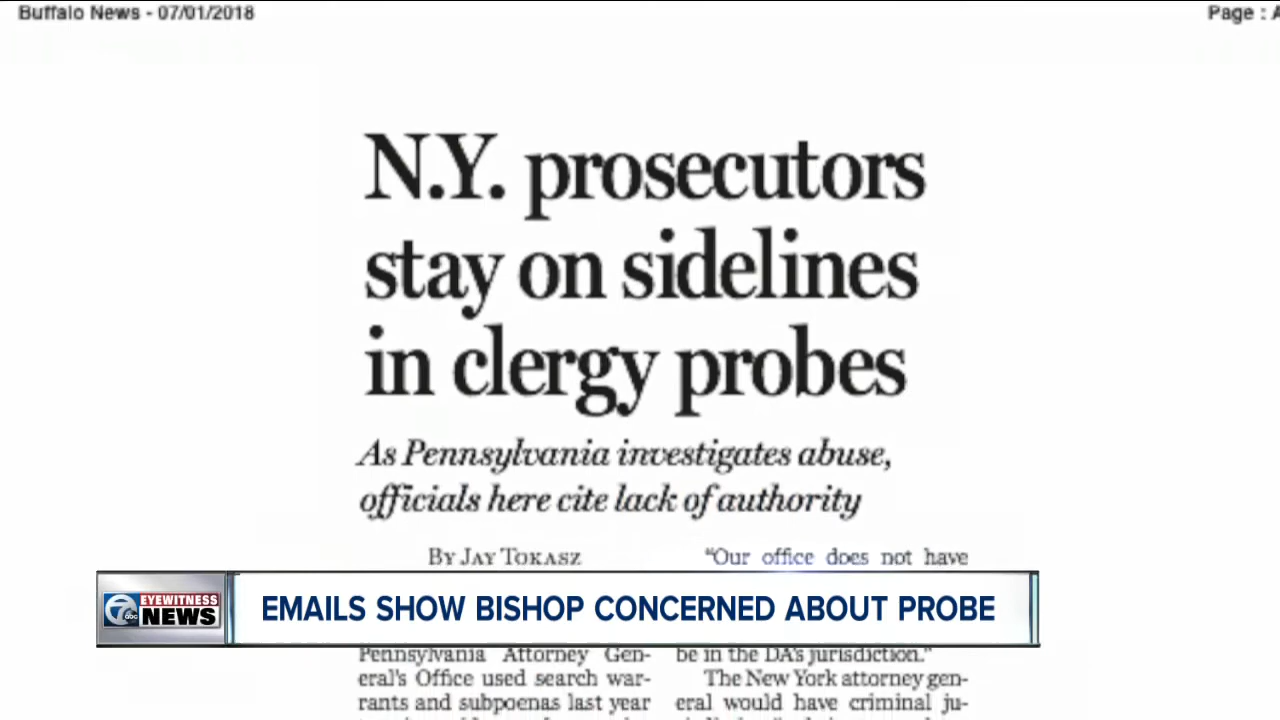 Buffalo News - 07/01/2018
Page : A
N.Y. prosecutors
stay on sidelines
in clergy probes
As Pennsylvania investigates abuse,
officials here cite lack of authority
By Jay Tokasz
"Our office does not have
7 abc EYEWITNESS
NEWS
EMAILS SHOW BISHOP CONCERNED ABOUT PROBE
Pennsylvania Attorney Gen-
eral's Office used search war-
rants and subpoenas last year
be in the DA's jurisdiction."
The New York attorney gen-
eral would have criminal ju-